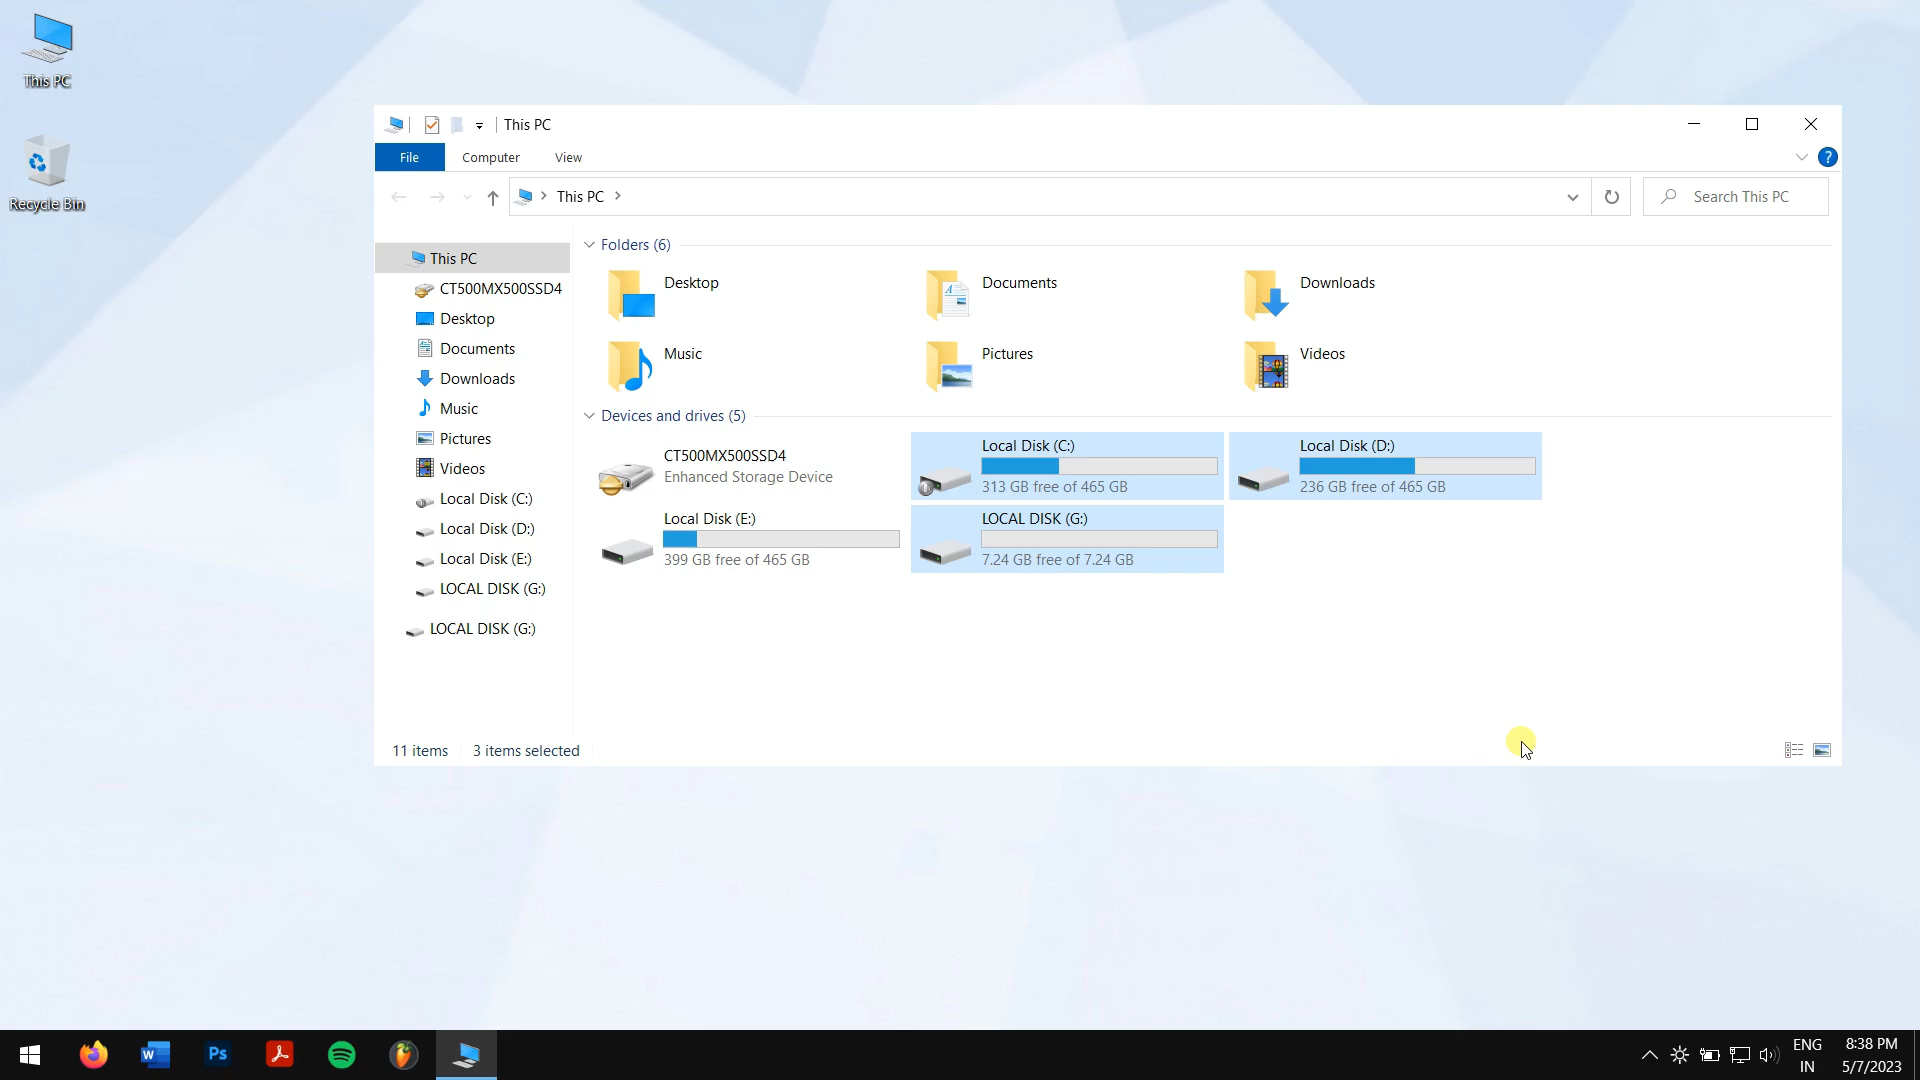 This PC
Recycle Bin
This PC
File
Computer
View
?
This PC
Search This PC
This PC
CT500MX500SSD4
Desktop
Documents
Downloads
Music
Pictures
Videos
Local Disk (C:)
Local Disk (D:)
Local Disk (E:)
LOCAL DISK (G:)
LOCAL DISK (G:)
Folders (6)
Desktop
Documents
Downloads
Music
Pictures
Videos
Devices and drives (5)
CT500MX500SSD4
Enhanced Storage Device
Local Disk (C:)
313 GB free of 465 GB
Local Disk (D:)
236 GB free of 465 GB
Local Disk (E:)
399 GB free of 465 GB
LOCAL DISK (G:)
7.24 GB free of 7.24 GB
11 items
3 items selected
W
Ps
ENG
IN
8:38 PM
5/7/2023